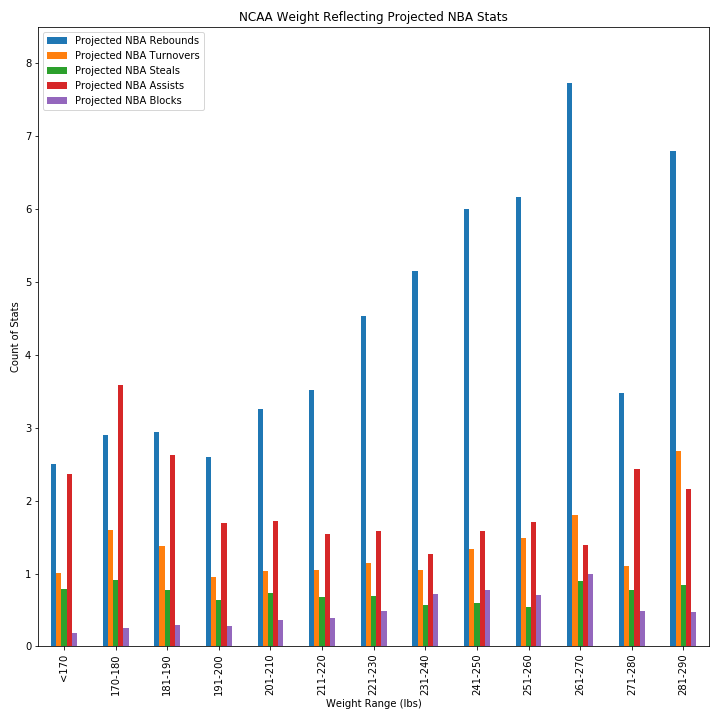 NCAA Weight Reflecting Projected NBA Stats
Projected NBA Rebounds
Projected NBA Turnovers
Projected NBA Steals
Projected NBA Assists
Projected NBA Blocks
Count of Stats
8
7
6
5
4
3
2
1
0
<170
170-180
181-190
191-200
201-210
211-220
221-230
231-240
241-250
251-260
261-270
271-280
281-290
Weight Range (lbs)